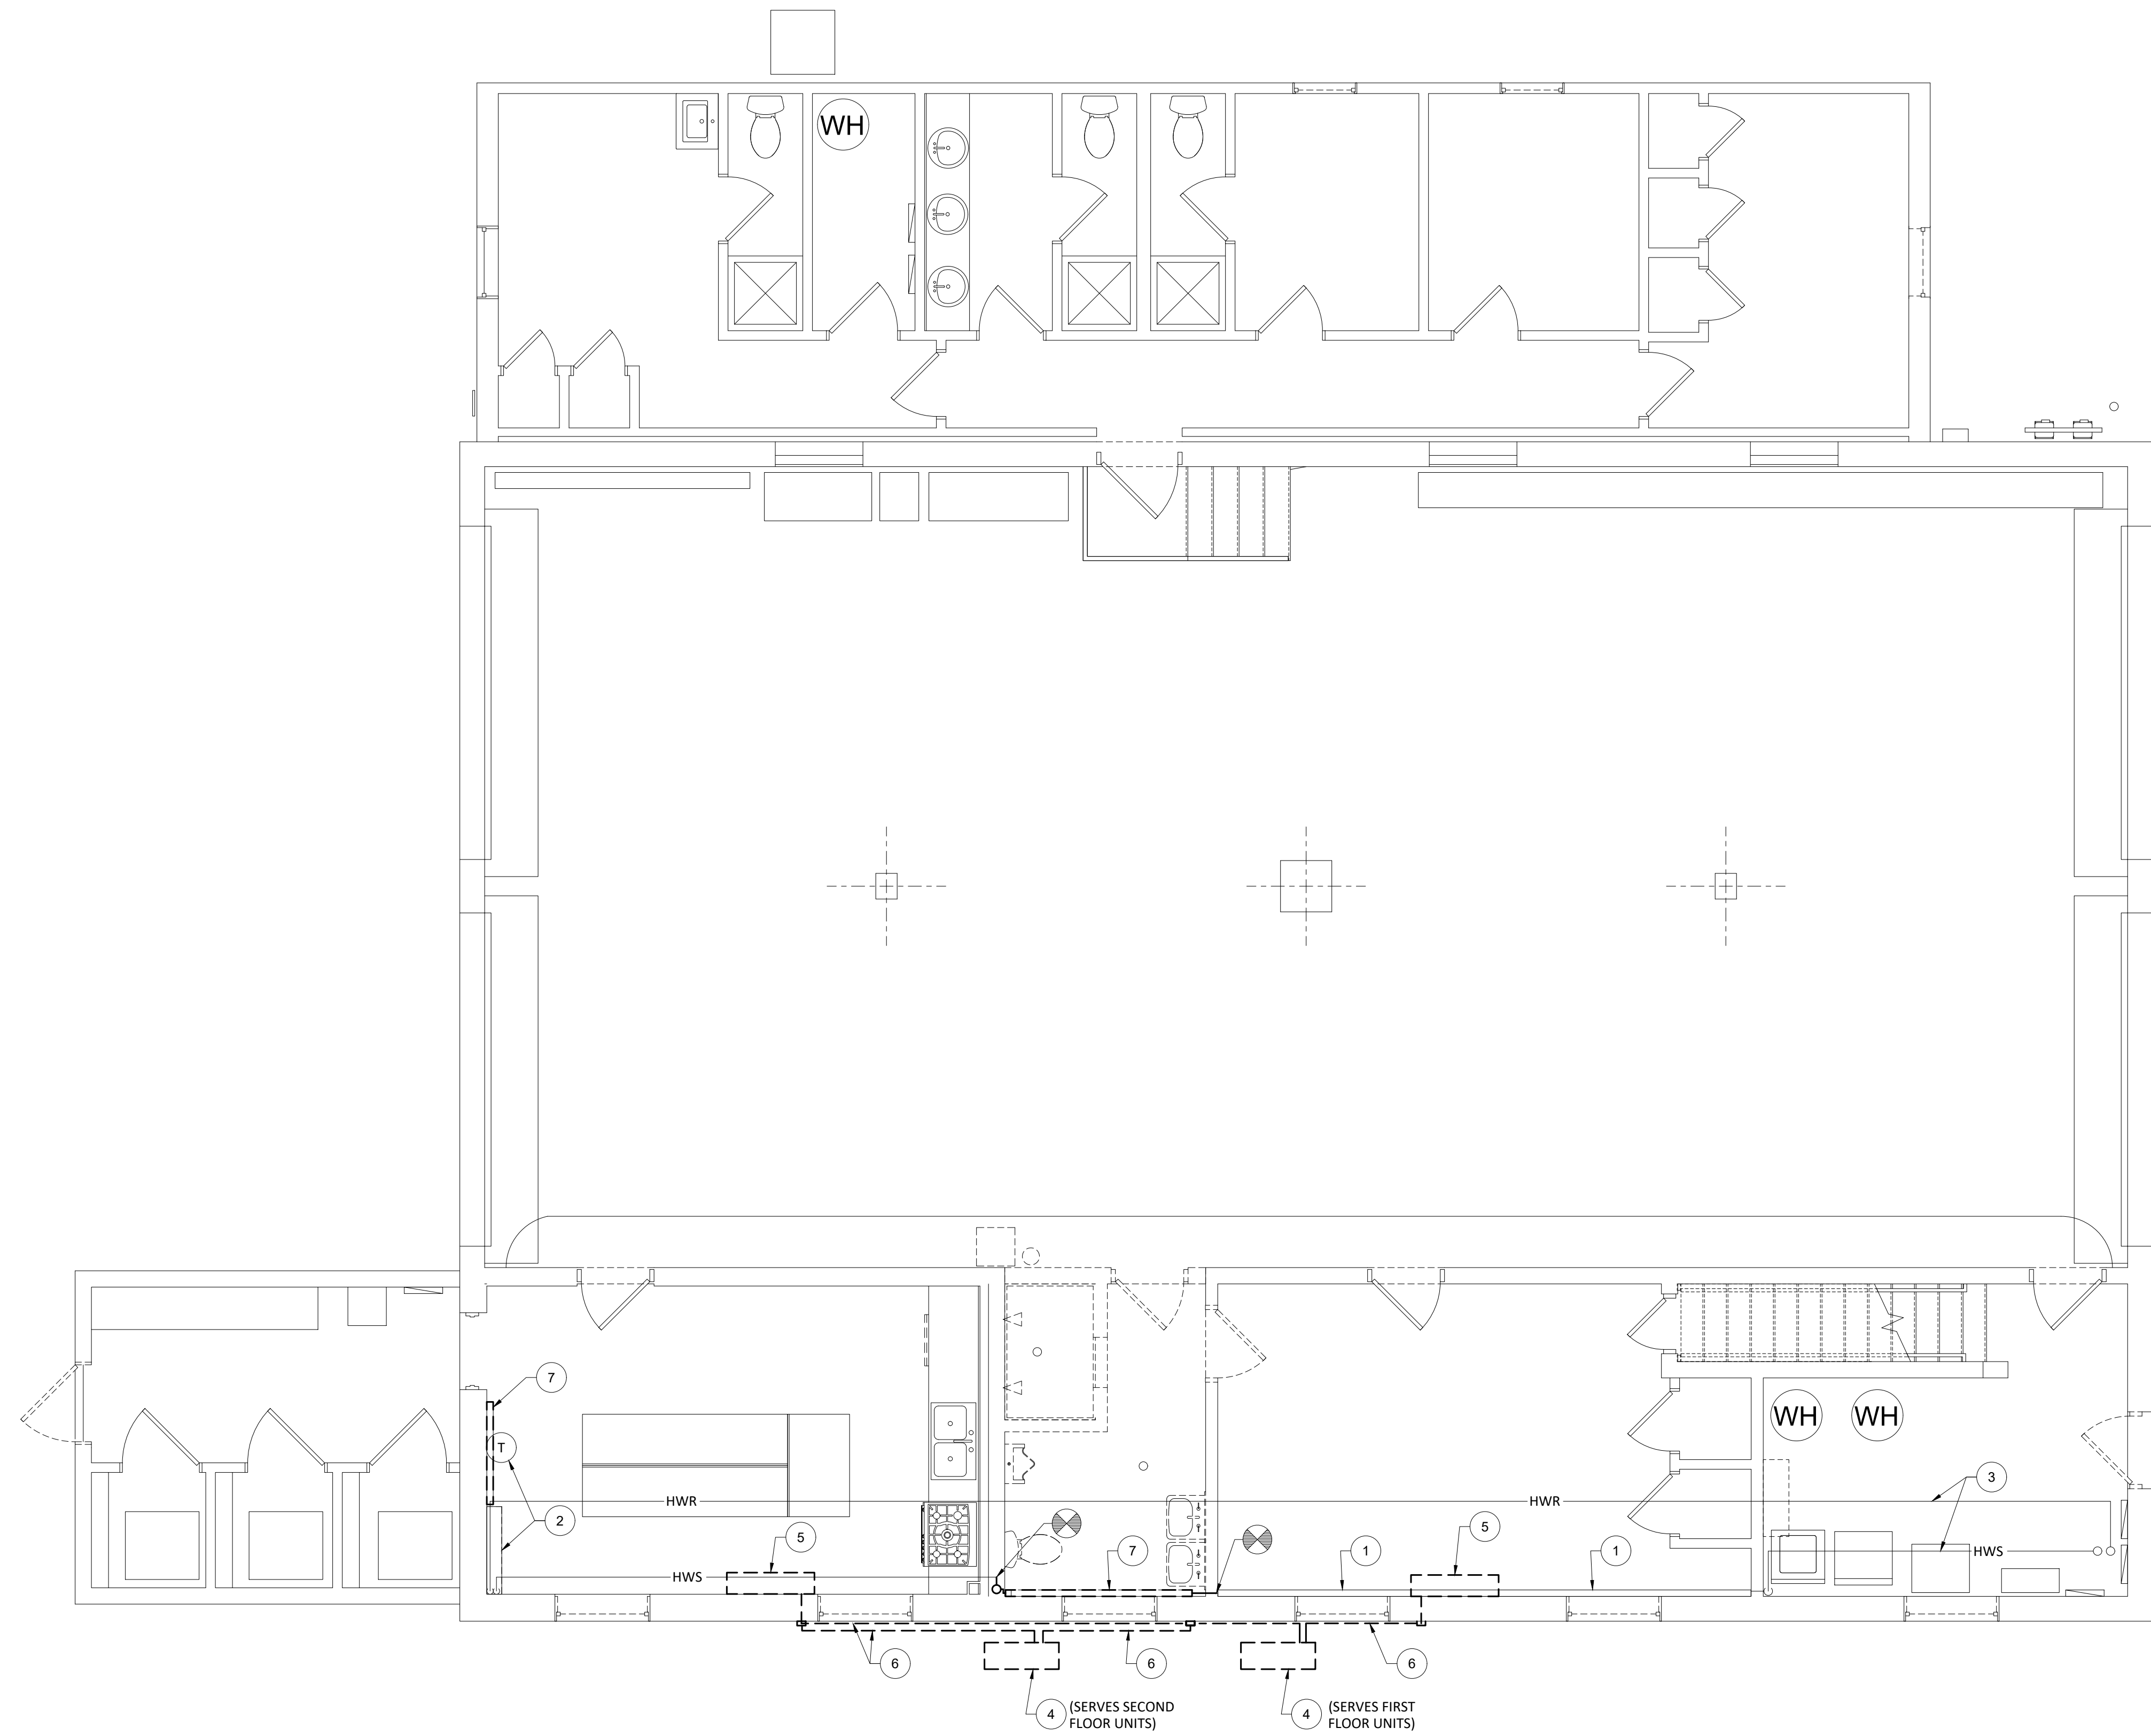 WH
7
WH
WH
T
3
HWR
HWR
2
5
5
7
1
1
HWS
HWS
6
6
6
4
(SERVES SECOND
FLOOR UNITS)
4
(SERVES FIRST
FLOOR UNITS)